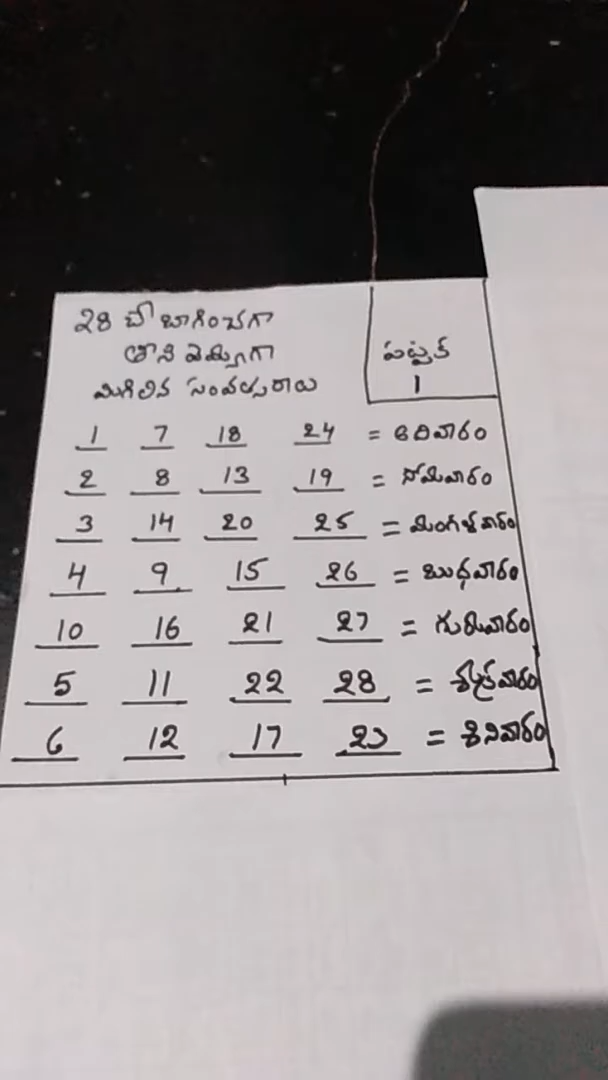 28 చే బాగించగా
తాని వెమ్ముగా
మిగిలిన సంవత్సరాలు
పట్టిక
1
1 7 18 24 = ఆదివారం
2 8 13 19 = సోమవారం
3 14 20 25 = మంగళవారం
4 9 15 26 = బుధవారం
10 16 21 27 = గురువారం
5 11 22 28 = శుక్రవారం
6 12 17 23 = శనివారం